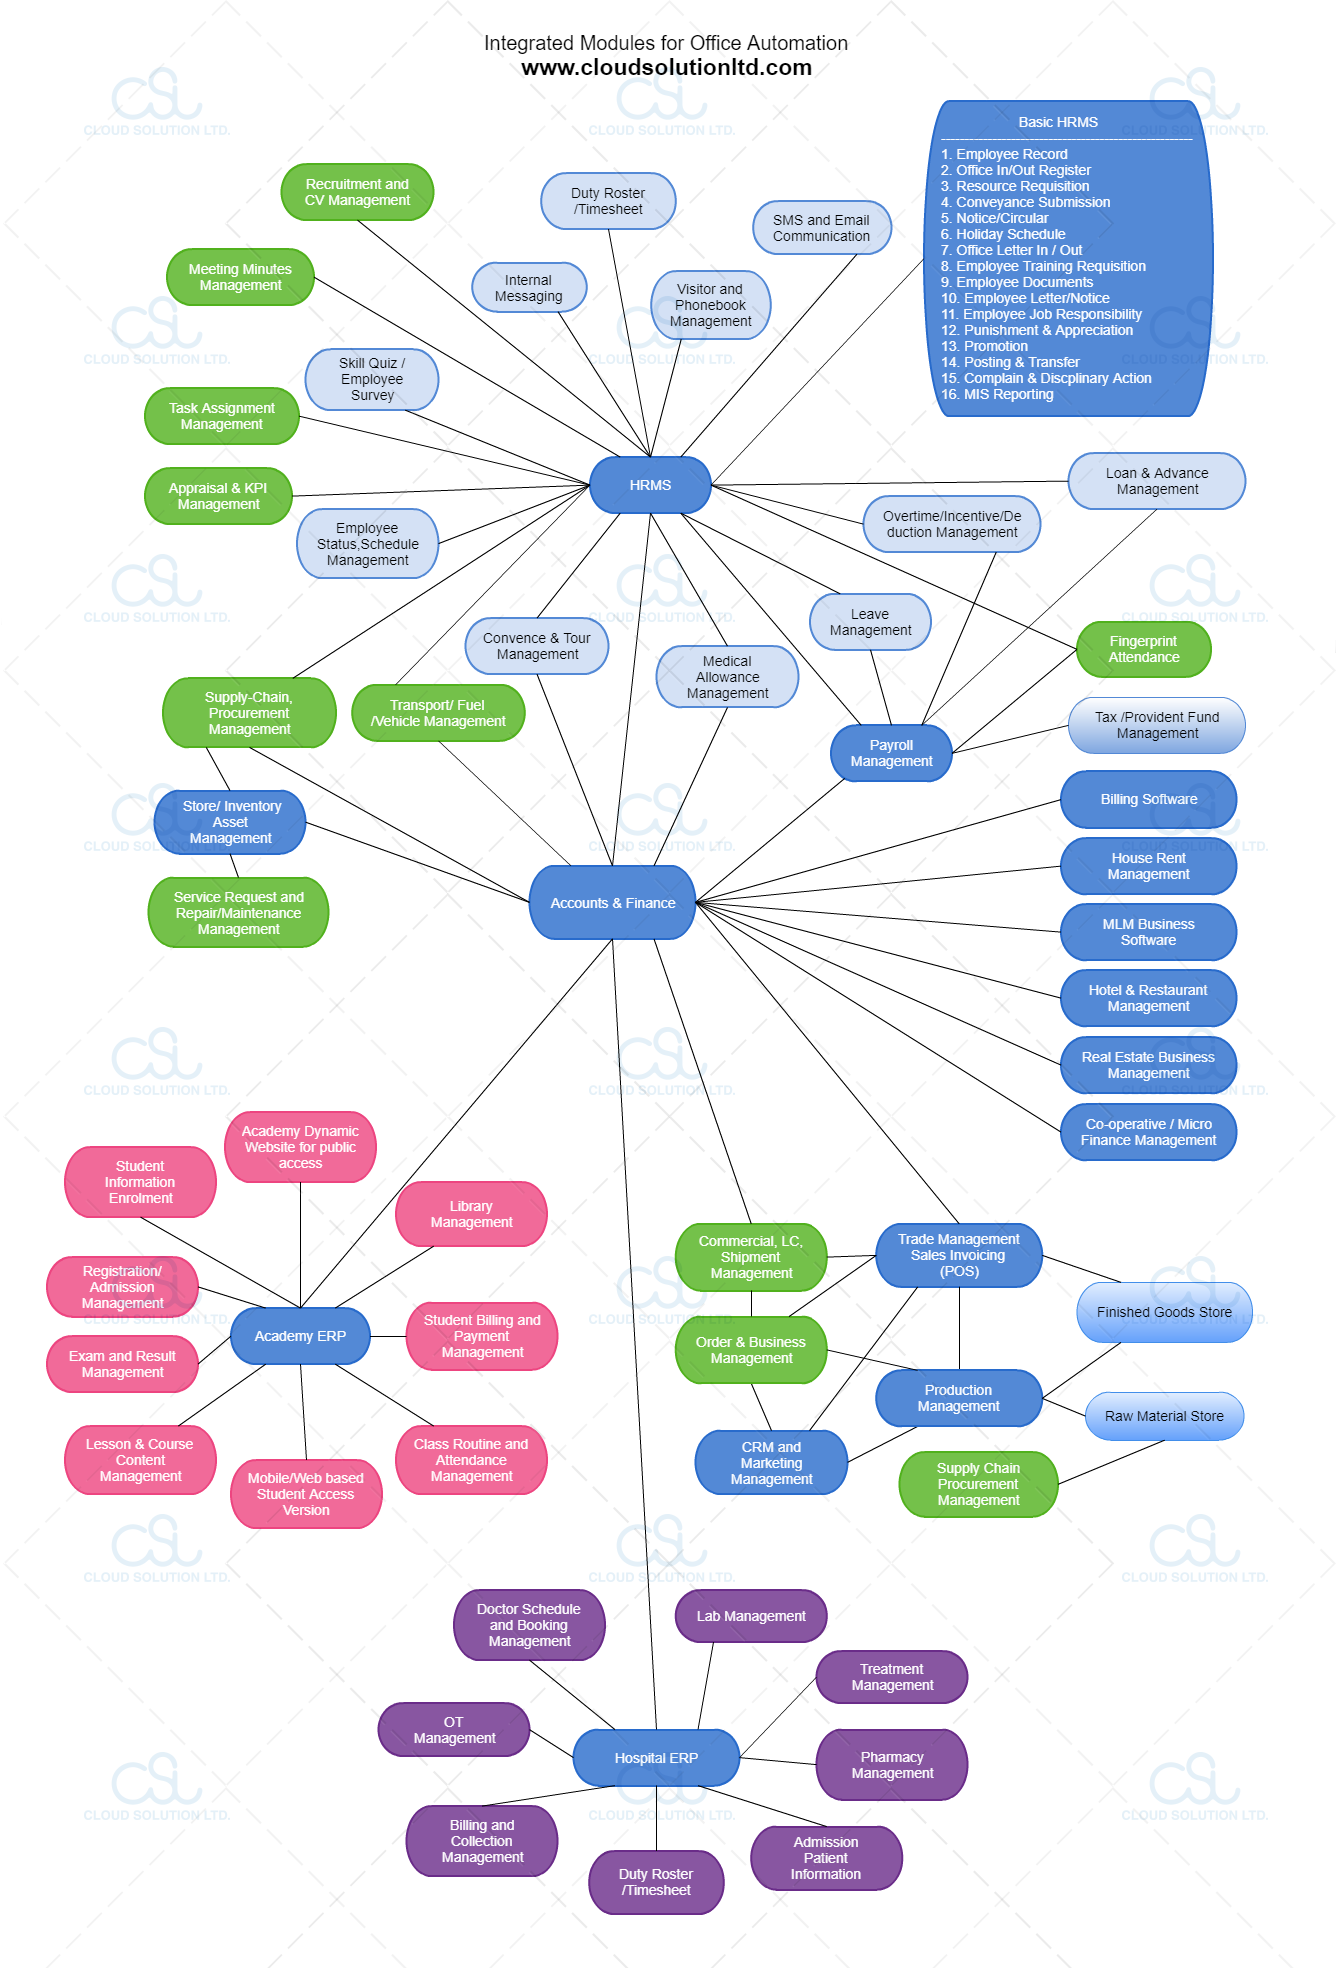 Integrated Modules for Office Automation
www.cloudsolutionltd.com
CSL
CLOUD SOLUTION LTD.
Basic HRMS
1. Employee Record
2. Office In/Out Register
3. Resource Requisition
4. Conveyance Submission
5. Notice/Circular
6. Holiday Schedule
7. Office Letter In / Out
8. Employee Training Requisition
9. Employee Documents
10. Employee Letter/Notice
11. Employee Job Responsibility
12. Punishment & Appreciation
13. Promotion
14. Posting & Transfer
15. Complain & Discplinary Action
16. MIS Reporting
Recruitment and
CV Management
Duty Roster
/Timesheet
SMS and Email
Communication
Meeting Minutes
Management
Internal
Messaging
Visitor and
Phonebook
Management
Skill Quiz /
Employee
Survey
Task Assignment
Management
HRMS
Appraisal & KPI
Management
Employee
Status,Schedule
Management
Loan & Advance
Management
Overtime/Incentive/De
duction Management
Leave
Management
Fingerprint
Attendance
Convence & Tour
Management
Medical
Allowance
Management
Supply-Chain,
Procurement
Management
Transport/ Fuel
/Vehicle Management
Tax /Provident Fund
Management
Payroll
Management
Store/ Inventory
Asset
Management
Billing Software
House Rent
Management
Service Request and
Repair/Maintenance
Management
Accounts & Finance
MLM Business
Software
Hotel & Restaurant
Management
Real Estate Business
Management
Co-operative / Micro
Finance Management
Academy Dynamic
Website for public
access
Student
Information
Enrolment
Library
Management
Registration/
Admission
Management
Academy ERP
Student Billing and
Payment
Management
Exam and Result
Management
Lesson & Course
Content
Management
Mobile/Web based
Student Access
Version
Class Routine and
Attendance
Management
Commercial, LC,
Shipment
Management
Trade Management
Sales Invoicing
(POS)
Finished Goods Store
Order & Business
Management
Production
Management
Raw Material Store
CRM and
Marketing
Management
Supply Chain
Procurement
Management
Doctor Schedule
and Booking
Management
Lab Management
Treatment
Management
OT
Management
Hospital ERP
Pharmacy
Management
Billing and
Collection
Management
Duty Roster
/Timesheet
Admission
Patient
Information